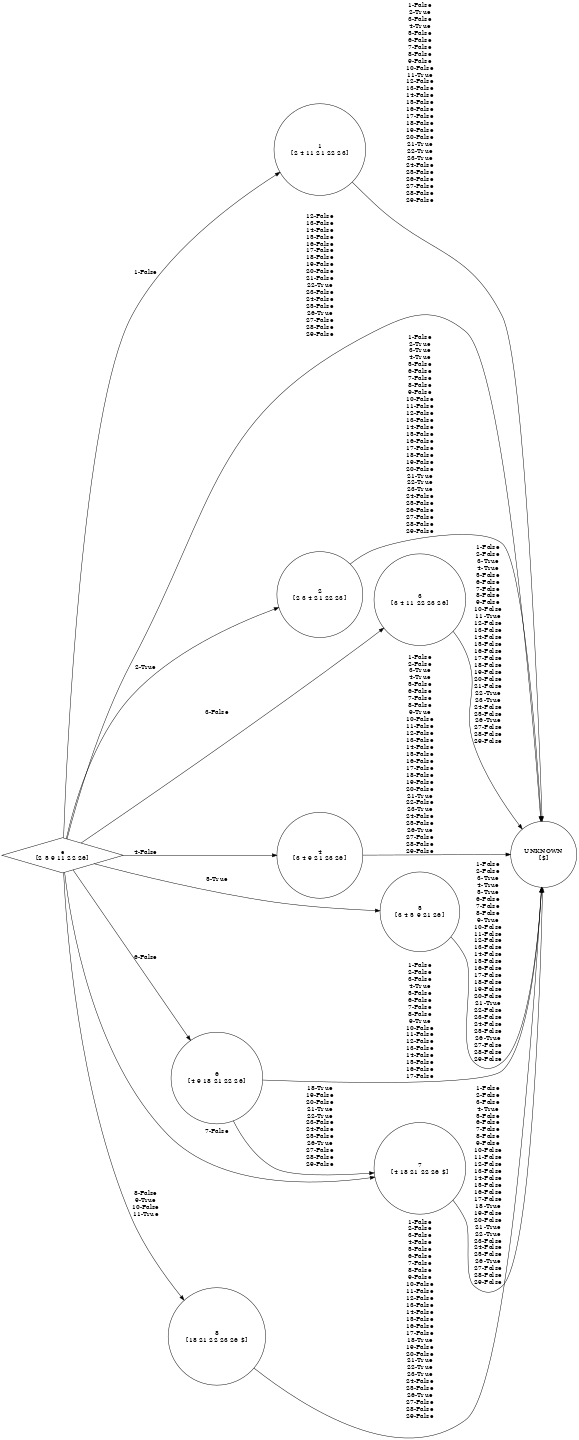 1-False
2-True
3-False
4-True
5-False
6-False
7-False
8-False
9-False
10-False
11-True
12-False
13-False
14-False
15-False
16-False
17-False
18-False
19-False
20-False
21-True
22-True
23-True
24-False
25-False
26-False
27-False
28-False
29-False
1
[2 4 11 21 22 23]
12-False
13-False
14-False
15-False
16-False
17-False
18-False
19-False
20-False
21-False
22-True
23-False
24-False
25-False
26-True
27-False
28-False
29-False
1-False
1-False
2-True
3-True
4-True
5-False
6-False
7-False
8-False
9-False
10-False
11-False
12-False
13-False
14-False
15-False
16-False
17-False
18-False
19-False
20-False
21-True
22-True
23-True
24-False
25-False
26-False
27-False
28-False
29-False
2
[2 3 4 21 22 23]
3
[3 4 11 22 23 26]
1-False
2-False
3-True
4-True
5-False
6-False
7-False
8-False
9-False
10-False
11-True
12-False
13-False
14-False
15-False
16-False
17-False
18-False
19-False
20-False
21-False
22-True
23-True
24-False
25-False
26-True
27-False
28-False
29-False
2-True
3-False
1-False
2-False
3-True
4-True
5-False
6-False
7-False
8-False
9-True
10-False
11-False
12-False
13-False
14-False
15-False
16-False
17-False
18-False
19-False
20-False
21-True
22-False
23-True
24-False
25-False
26-True
27-False
28-False
29-False
e
[2 5 9 11 22 26]
4-False
4
[3 4 9 21 23 26]
UNKNOWN
[$]
5-True
5
[3 4 5 9 21 26]
1-False
2-False
3-True
4-True
5-True
6-False
7-False
8-False
9-True
10-False
11-False
12-False
13-False
14-False
15-False
16-False
17-False
18-False
19-False
20-False
21-True
22-False
23-False
24-False
25-False
26-True
27-False
28-False
29-False
6-False
1-False
2-False
3-False
4-True
5-False
6-False
7-False
8-False
9-True
10-False
11-False
12-False
13-False
14-False
15-False
16-False
17-False
6
[4 9 18 21 22 26]
18-True
19-False
20-False
21-True
22-True
23-False
24-False
25-False
26-True
27-False
28-False
29-False
7-False
7
[4 18 21 22 26 $]
1-False
2-False
3-False
4-True
5-False
6-False
7-False
8-False
9-False
10-False
11-False
12-False
13-False
14-False
15-False
16-False
17-False
18-True
19-False
20-False
21-True
22-True
23-False
24-False
25-False
26-True
27-False
28-False
29-False
8-False
9-True
10-False
11-True
8
[18 21 22 23 26 $]
1-False
2-False
3-False
4-False
5-False
6-False
7-False
8-False
9-False
10-False
11-False
12-False
13-False
14-False
15-False
16-False
17-False
18-True
19-False
20-False
21-True
22-True
23-True
24-False
25-False
26-True
27-False
28-False
29-False